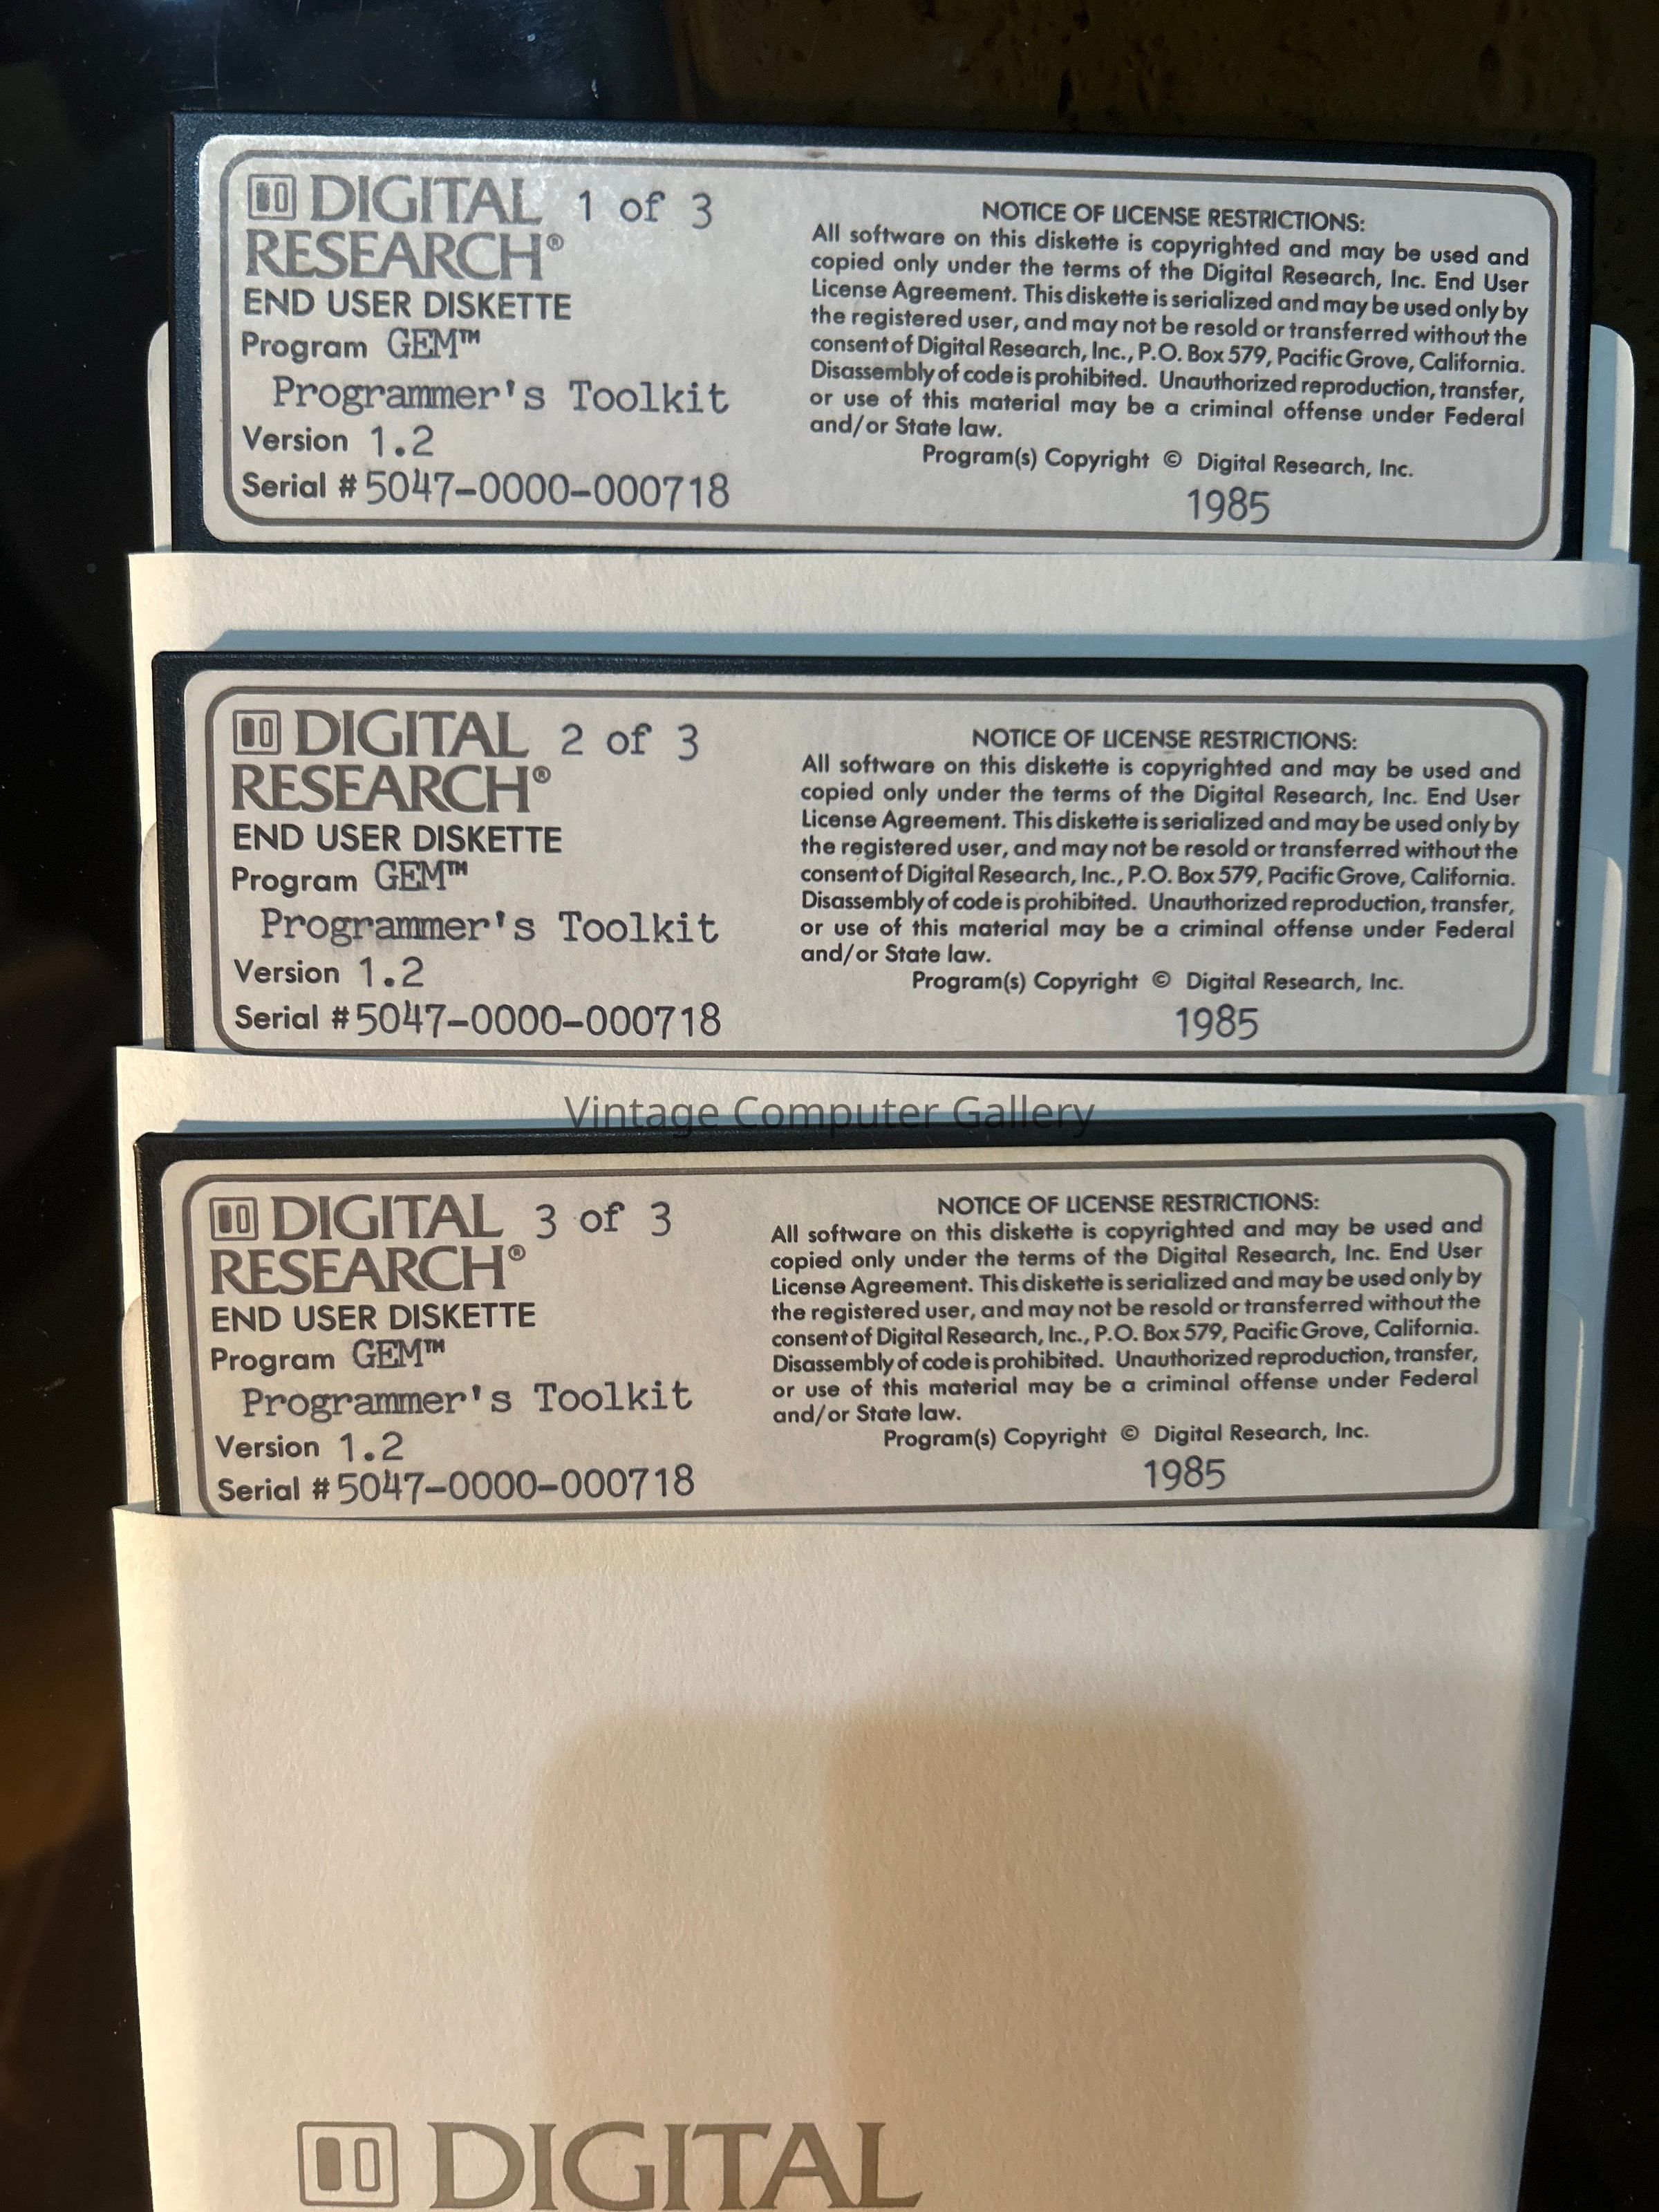 DIGITAL 1 of 3
RESEARCH®
END USER DISKETTE
Program GEM™
Programmer's Toolkit
Version 1.2
Serial # 5047-0000-000718
NOTICE OF LICENSE RESTRICTIONS:
All software on this diskette is copyrighted and may be used and
copied only under the terms of the Digital Research, Inc. End User
License Agreement. This diskette is serialized and may be used only by
the registered user, and may not be resold or transferred without the
consent of Digital Research, Inc., P.O. Box 579, Pacific Grove, California.
Disassembly of code is prohibited. Unauthorized reproduction, transfer,
or use of this material may be a criminal offense under Federal
and/or State law.
Program(s) Copyright © Digital Research, Inc.
1985
DIGITAL 2 of 3
RESEARCH®
END USER DISKETTE
Program GEM™
Programmer's Toolkit
Version 1.2
Serial # 5047-0000-000718
NOTICE OF LICENSE RESTRICTIONS:
All software on this diskette is copyrighted and may be used and
copied only under the terms of the Digital Research, Inc. End User
License Agreement. This diskette is serialized and may be used only by
the registered user, and may not be resold or transferred without the
consent of Digital Research, Inc., P.O. Box 579, Pacific Grove, California.
Disassembly of code is prohibited. Unauthorized reproduction, transfer,
or use of this material may be a criminal offense under Federal
and/or State law.
Program(s) Copyright © Digital Research, Inc.
1985
Vintage Computer Gallery
DIGITAL 3 of 3
RESEARCH®
END USER DISKETTE
Program GEM™
Programmer's Toolkit
Version 1.2
Serial # 5047-0000-000718
NOTICE OF LICENSE RESTRICTIONS:
All software on this diskette is copyrighted and may be used and
copied only under the terms of the Digital Research, Inc. End User
License Agreement. This diskette is serialized and may be used only by
the registered user, and may not be resold or transferred without the
consent of Digital Research, Inc., P.O. Box 579, Pacific Grove, California.
Disassembly of code is prohibited. Unauthorized reproduction, transfer,
or use of this material may be a criminal offense under Federal
and/or State law.
Program(s) Copyright © Digital Research, Inc.
1985
DIGITAL